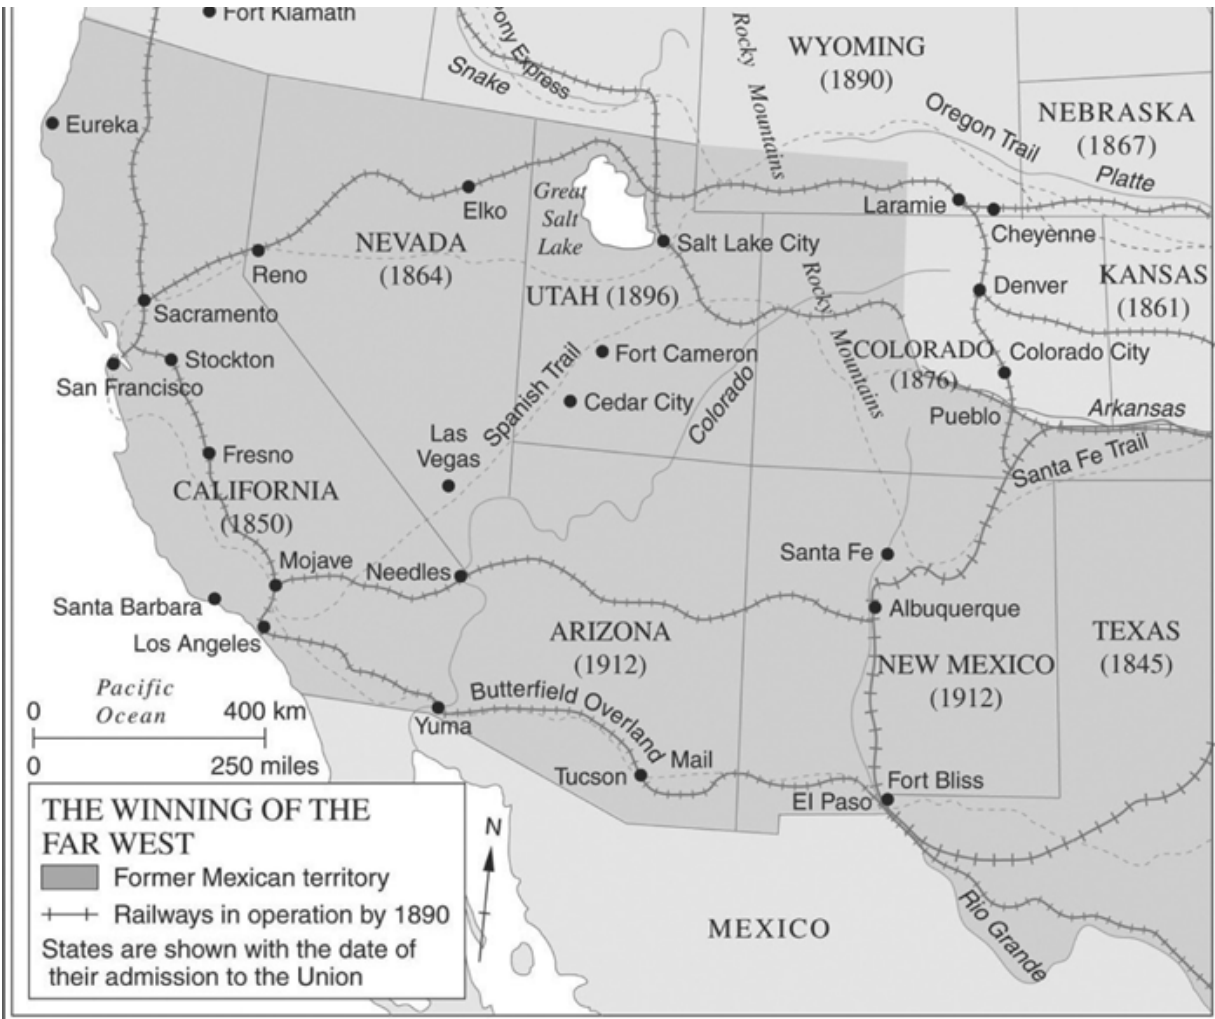 Fort Klamath
Pony Express
Snake
Rocky Mountains
WYOMING
(1890)
Oregon Trail
NEBRASKA
(1867)
Platte
Eureka
Elko
Great
Salt
Lake
Laramie
Cheyenne
NEVADA
(1864)
Reno
Salt Lake City
UTAH (1896)
Rocky Mountains
Denver
KANSAS
(1861)
Sacramento
Stockton
San Francisco
Fort Cameron
Cedar City
Spanish Trail
Colorado
COLORADO
(1876)
Colorado City
Pueblo
Arkansas
Santa Fe Trail
Las
Vegas
Fresno
CALIFORNIA
(1850)
Mojave
Needles
Santa Fe
Santa Barbara
Los Angeles
Albuquerque
ARIZONA
(1912)
NEW MEXICO
(1912)
TEXAS
(1845)
Pacific
Ocean
Butterfield Overland Mail
Yuma
Tucson
Fort Bliss
El Paso
0 400 km
0 250 miles
THE WINNING OF THE
FAR WEST
Former Mexican territory
Railways in operation by 1890
States are shown with the date of
their admission to the Union
N
MEXICO
Rio Grande